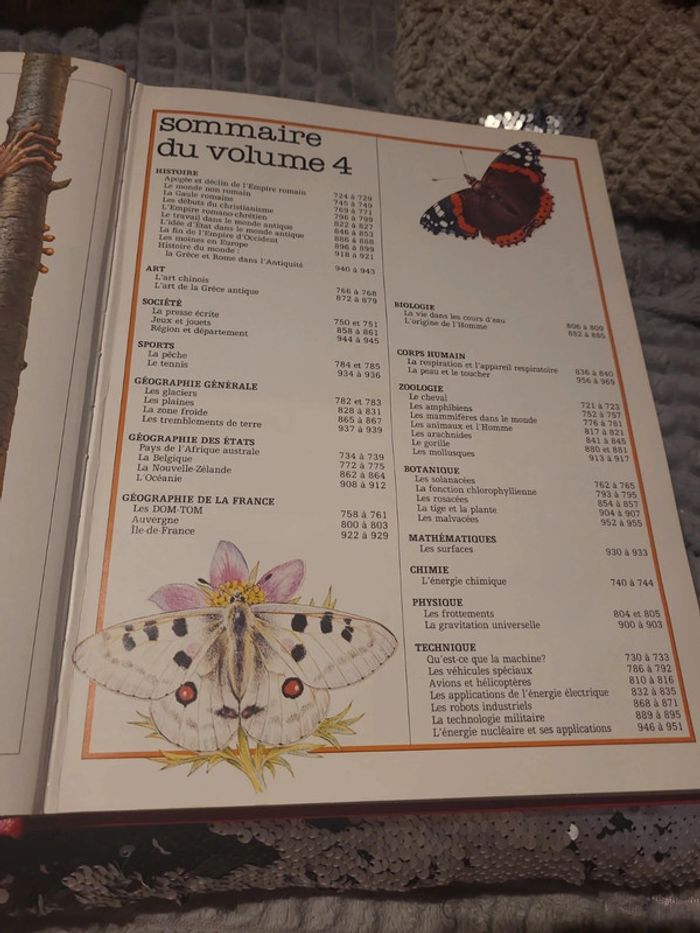 sommaire
du volume 4
HISTOIRE
Apogée et déclin de l'Empire romain 724 à 729
Le monde non romain 745 à 749
La Gaule romaine 769 à 771
Les débuts du christianisme 796 à 799
L'Empire romano-chrétien 822 à 827
Le travail dans le monde antique 846 à 853
L'idée d'État dans le monde antique 886 à 888
La fin de l'Empire d'Occident 896 à 899
Les moines en Europe 918 à 921
Histoire du monde :
la Grèce et Rome dans l'Antiquité 940 à 943
ART
L'art chinois 766 à 768
L'art de la Grèce antique 872 à 879
SOCIÉTÉ
La presse écrite 750 et 751
Jeux et jouets 858 à 861
Région et département 944 à 945
SPORTS
La pêche 784 et 785
Le tennis 934 à 936
GÉOGRAPHIE GÉNÉRALE
Les glaciers 782 et 783
Les plaines 828 à 831
La zone froide 865 à 867
Les tremblements de terre 937 à 939
GÉOGRAPHIE DES ÉTATS
Pays de l'Afrique australe 734 à 739
La Belgique 772 à 775
La Nouvelle-Zélande 862 à 864
L'Océanie 908 à 912
GÉOGRAPHIE DE LA FRANCE
Les DOM-TOM 758 à 761
Auvergne 800 à 803
Île-de-France 922 à 929
BIOLOGIE
La vie dans les cours d'eau 806 à 809
L'origine de l'Homme 882 à 885
CORPS HUMAIN
La respiration et l'appareil respiratoire 836 à 840
La peau et le toucher 956 à 969
ZOOLOGIE
Le cheval 721 à 723
Les amphibiens 752 à 757
Les mammifères dans le monde 776 à 781
Les animaux et l'Homme 817 à 821
Les arachnides 841 à 845
Le gorille 880 et 881
Les mollusques 913 à 917
BOTANIQUE
Les solanacées 762 à 765
La fonction chlorophyllienne 793 à 795
Les rosacées 854 à 857
La tige et la plante 904 à 907
Les malvacées 952 à 955
MATHÉMATIQUES
Les surfaces 930 à 933
CHIMIE
L'énergie chimique 740 à 744
PHYSIQUE
Les frottements 804 et 805
La gravitation universelle 900 à 903
TECHNIQUE
Qu'est-ce que la machine? 730 à 733
Les véhicules spéciaux 786 à 792
Avions et hélicoptères 810 à 816
Les applications de l'énergie électrique 832 à 835
Les robots industriels 868 à 871
La technologie militaire 889 à 895
L'énergie nucléaire et ses applications 946 à 951